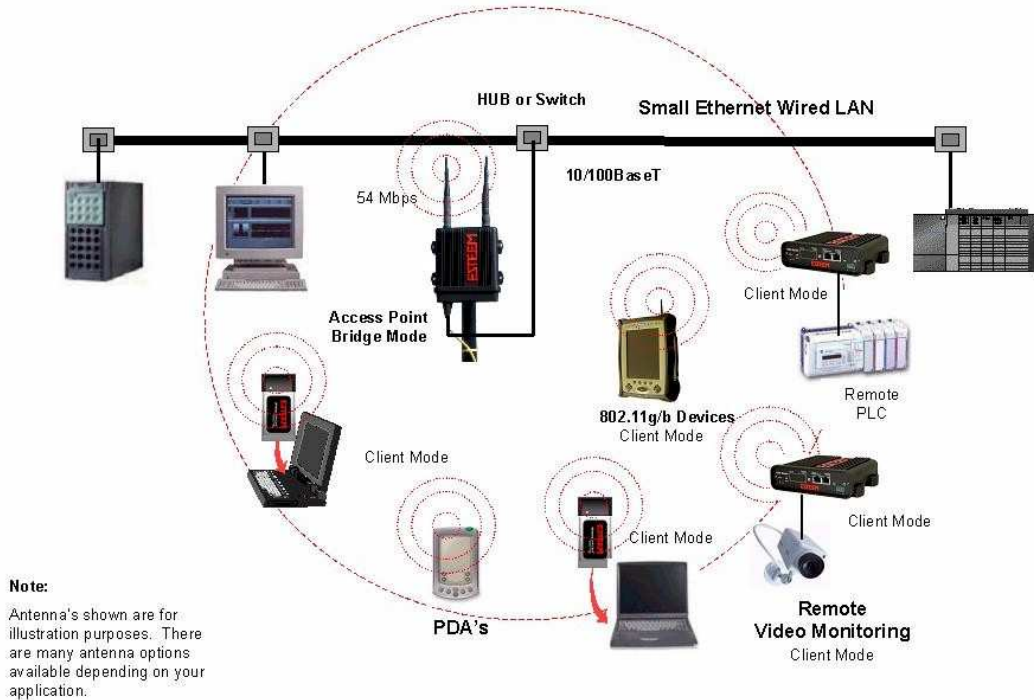 HUB or Switch
Small Ethernet Wired LAN
10/100BaseT
54 Mbps
ESTEEM
Access Point
Bridge Mode
ESTEEM
Client Mode
Remote
PLC
802.11g/b Devices
Client Mode
Client Mode
ESTEEM
Client Mode
Client Mode
PDA's
Remote
Video Monitoring
Client Mode
Note:
Antenna's shown are for
illustration purposes. There
are many antenna options
available depending on your
application.